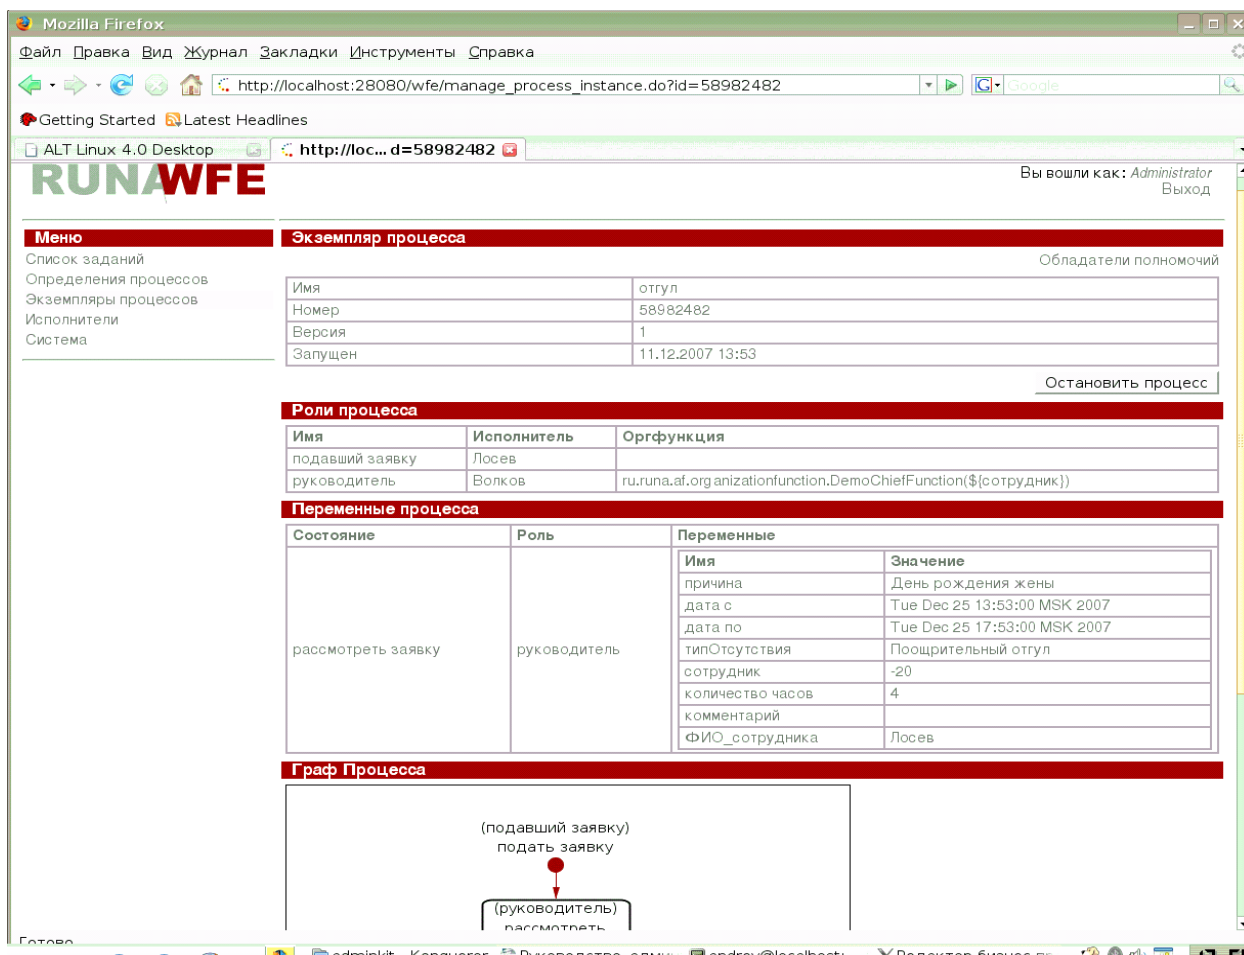 Mozilla Firefox
Файл Правка Вид Журнал Закладки Инструменты Справка
http://localhost:28080/wfe/manage_process_instance.do?id=58982482
Google
Getting Started Latest Headlines
ALT Linux 4.0 Desktop http://loc... d=58982482
RUNAWFE
Вы вошли как: Administrator
Выход
Меню
Список заданий
Определения процессов
Экземпляры процессов
Исполнители
Система
Экземпляр процесса
Обладатели полномочий
Имя отгул
Номер 58982482
Версия 1
Запущен 11.12.2007 13:53
Остановить процесс
Роли процесса
Имя Исполнитель Оргфункция
подавший заявку Лосев
руководитель Волков ru.runa.af.organizationfunction.DemoChiefFunction(${сотрудник})
Переменные процесса
Состояние Роль Переменные
рассмотреть заявку руководитель
Имя Значение
причина День рождения жены
дата с Tue Dec 25 13:53:00 MSK 2007
дата по Tue Dec 25 17:53:00 MSK 2007
типОтсутствия Поощрительный отгул
сотрудник -20
количество часов 4
комментарий
ФИО_сотрудника Лосев
Граф Процесса
(подавший заявку)
подать заявку
(руководитель)
рассмотреть
Готово